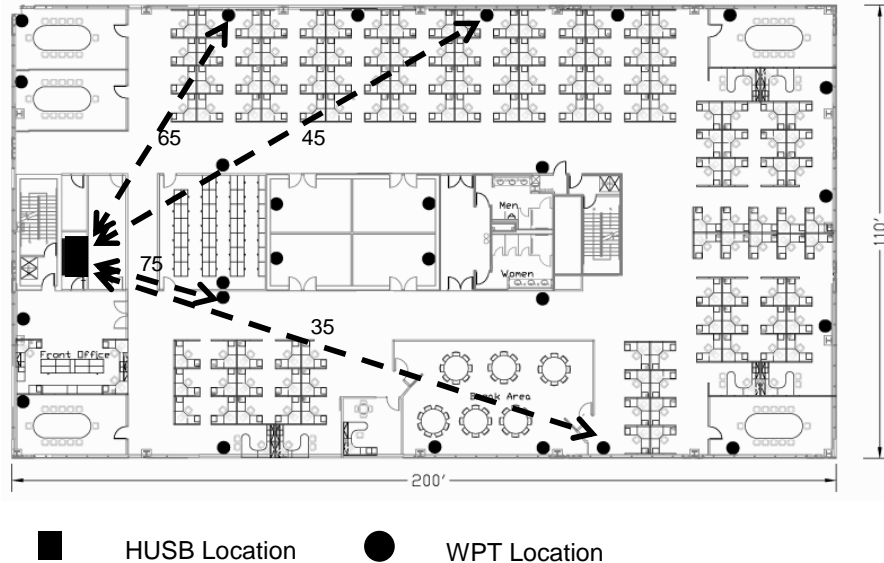 65
45
Men
110'
75
Women
35
Front Office
Break Area
200'
HUSB Location
WPT Location